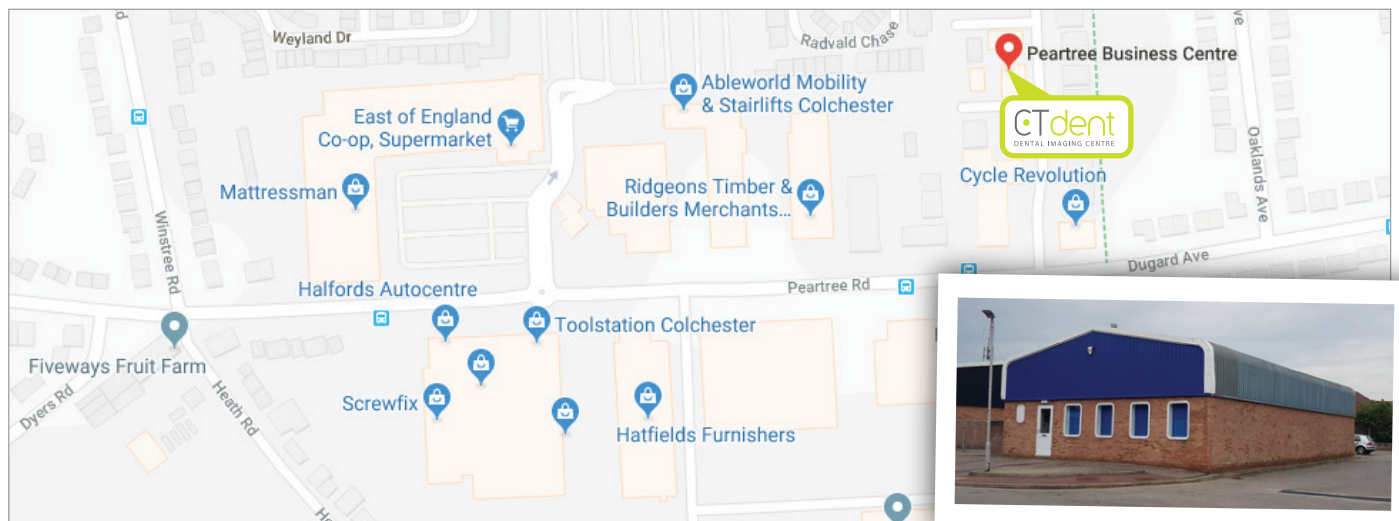 Weyland Dr
Radvald Chase
Peartree Business Centre
CTdent
DENTAL IMAGING CENTRE
Ableworld Mobility
& Stairlifts Colchester
East of England
Co-op, Supermarket
Mattressman
Ridgeons Timber &
Builders Merchants...
Cycle Revolution
Oaklands Ave
Winstree Rd
Dugard Ave
Peartree Rd
Halfords Autocentre
Toolstation Colchester
Fiveways Fruit Farm
Dyers Rd
Heath Rd
Screwfix
Hatfields Furnishers